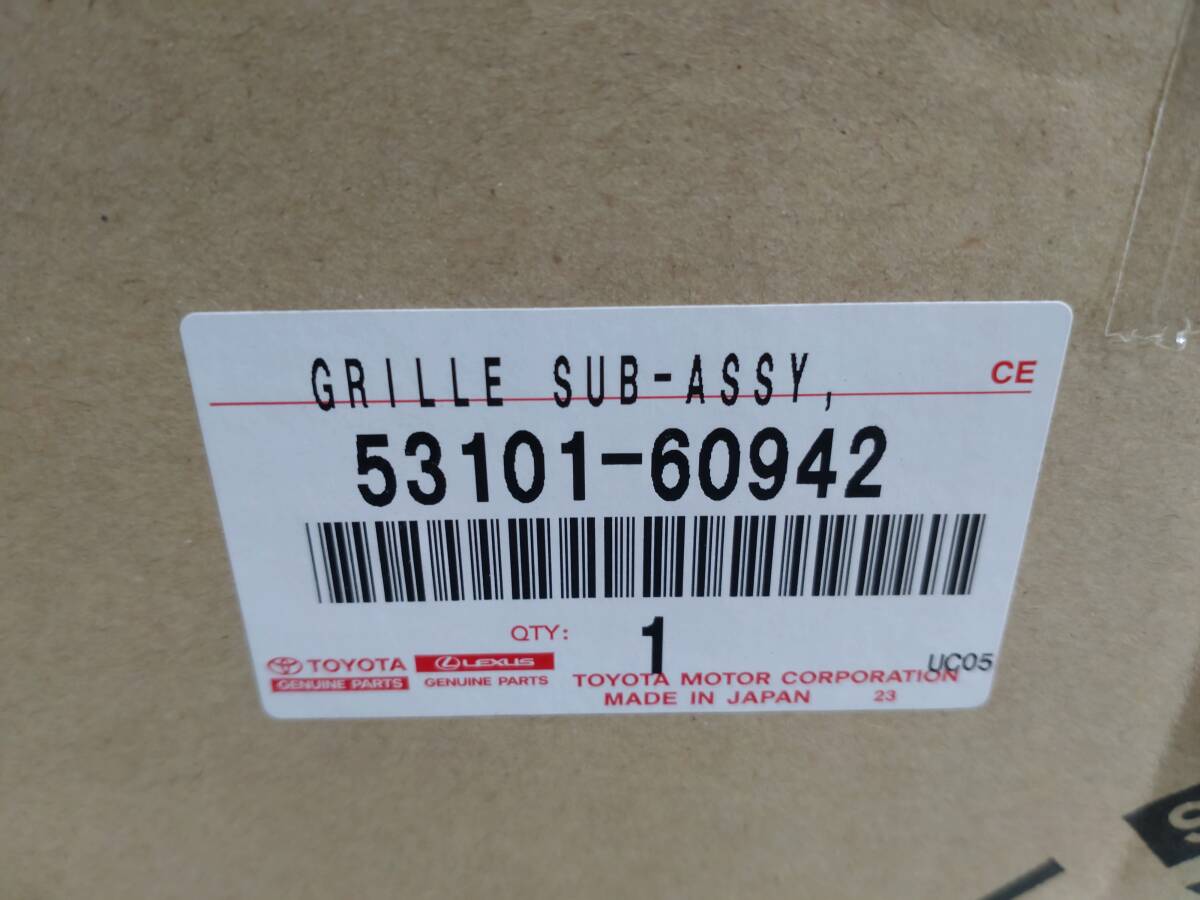 GRILLE SUB-ASSY,
CE
53101-60942
QTY: 1
TOYOTA
GENUINE PARTS
LEXUS
GENUINE PARTS
TOYOTA MOTOR CORPORATION
UC05
MADE IN JAPAN 23